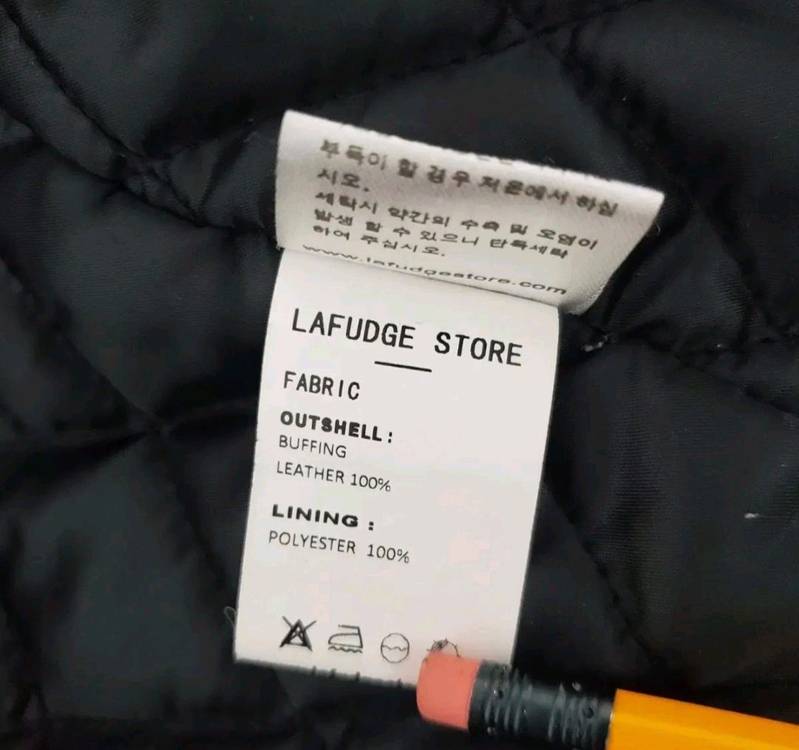 부득이 할 경우 저온에서 하십
시오.
세탁시 약간의 수축 및 오염이
발생 할 수 있으니 단독세탁
하여 주십시오.
www.lafudgestore.com
LAFUDGE STORE
FABRIC
OUTSHELL:
BUFFING
LEATHER 100%
LINING :
POLYESTER 100%